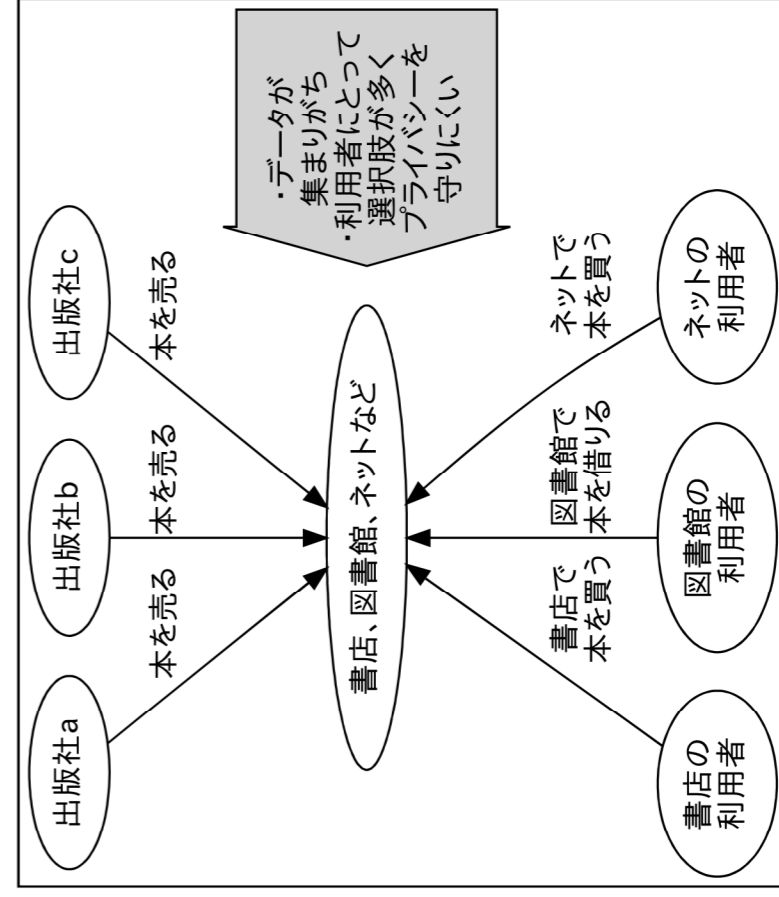 出版社a
出版社b
出版社c
本を売る
本を売る
本を売る
書店、図書館、ネットなど
・データが
集まりがち
・利用者にとって
選択肢が多く
プライバシーを
守りにくい
書店で
本を買う
図書館で
本を借りる
ネットで
本を買う
書店の
利用者
図書館の
利用者
ネットの
利用者